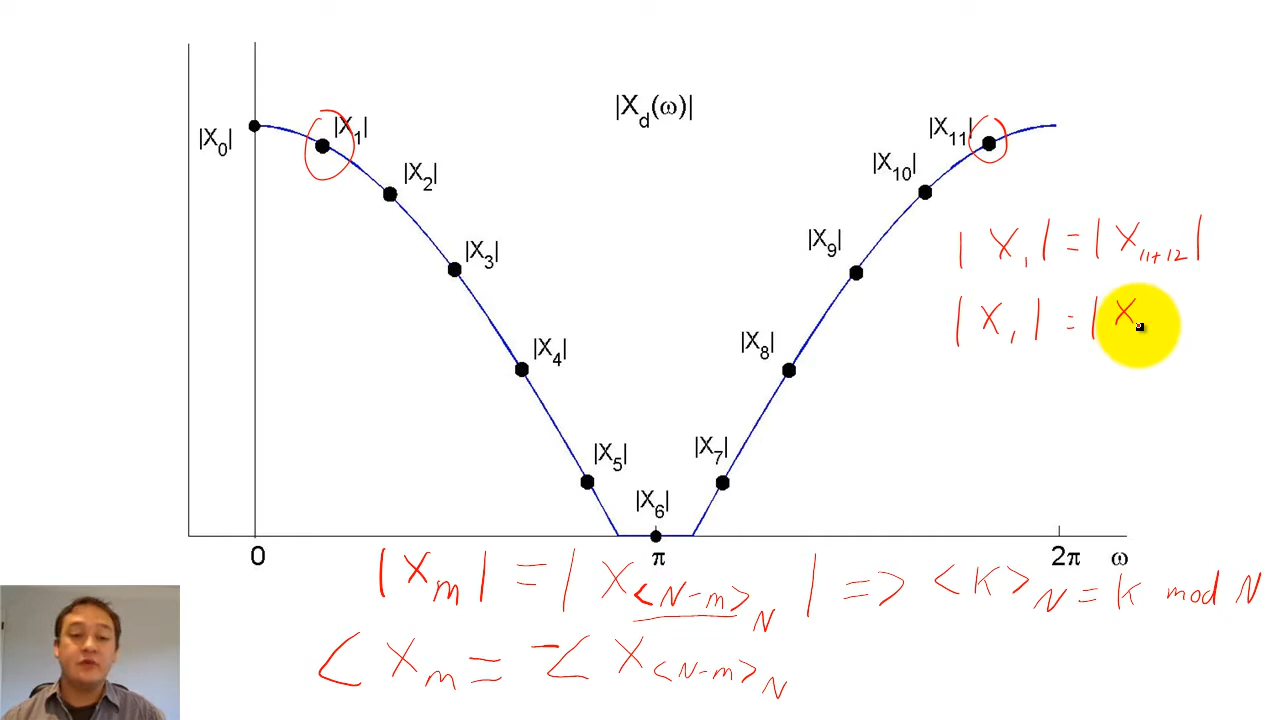 |X_d(ω)|
|X_0|
|X_1|
|X_2|
|X_3|
|X_4|
|X_5|
|X_6|
|X_7|
|X_8|
|X_9|
|X_10|
|X_11|
|X_1| = |X_11+12|
|X_1| = |X
0 π 2π ω
|X_m| = |X_<N-m>_N| => <K>_N = K mod N
∠X_m = -∠X_<N-m>_N